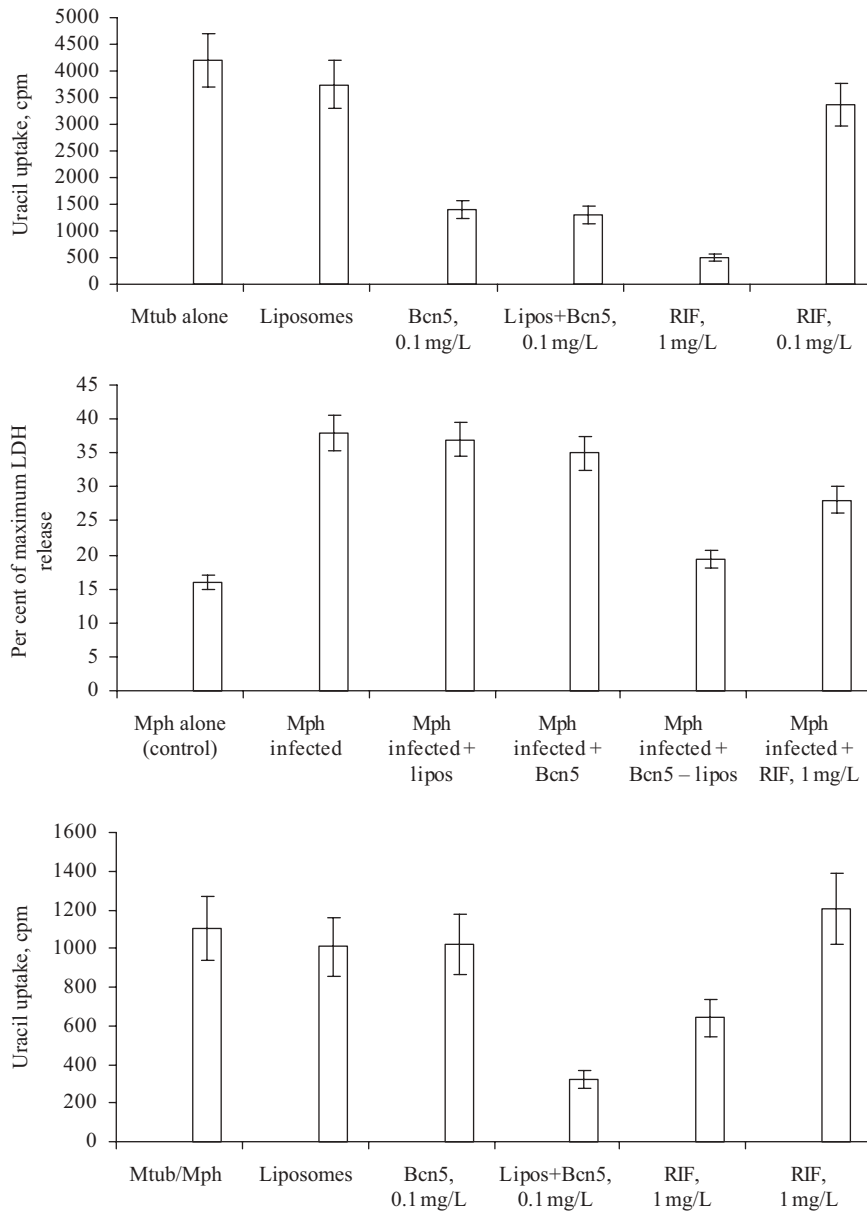 5000
4500
4000
3500
3000
2500
2000
1500
1000
500
0
Uracil uptake, cpm
Mtub alone
Liposomes
Bcn5,
0.1 mg/L
Lipos+Bcn5,
0.1 mg/L
RIF,
1 mg/L
RIF,
0.1 mg/L
45
40
35
30
25
20
15
10
5
0
Per cent of maximum LDH
release
Mph alone
(control)
Mph
infected
Mph
infected +
lipos
Mph
infected +
Bcn5
Mph
infected +
Bcn5 – lipos
Mph
infected +
RIF, 1 mg/L
1600
1400
1200
1000
800
600
400
200
0
Uracil uptake, cpm
Mtub/Mph
Liposomes
Bcn5,
0.1 mg/L
Lipos+Bcn5,
0.1 mg/L
RIF,
1 mg/L
RIF,
1 mg/L